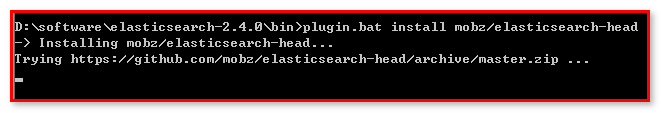 D:\software\elasticsearch-2.4.0\bin>plugin.bat install mobz/elasticsearch-head
-> Installing mobz/elasticsearch-head...
Trying https://github.com/mobz/elasticsearch-head/archive/master.zip ...